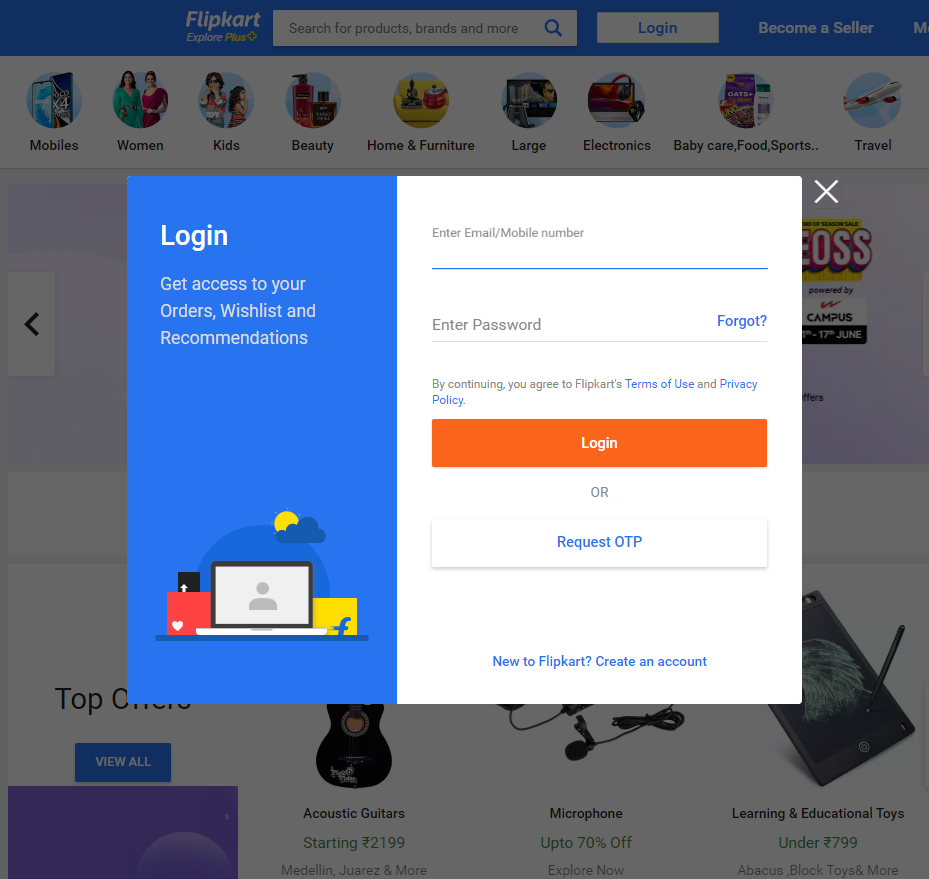 Flipkart
Explore Plus
Search for products, brands and more
Login
Become a Seller
Mobiles
Women
Kids
Beauty
Home & Furniture
Large
Electronics
Baby care,Food,Sports..
Travel
END OF SEASON SALE
EOSS
powered by
CAMPUS
17 JUNE
ffers
Login
Get access to your
Orders, Wishlist and
Recommendations
Enter Email/Mobile number
Enter Password
Forgot?
By continuing, you agree to Flipkart's Terms of Use and Privacy
Policy.
Login
OR
Request OTP
New to Flipkart? Create an account
Top Offers
VIEW ALL
Acoustic Guitars
Starting ₹2199
Medellin, Juarez & More
Microphone
Upto 70% Off
Explore Now
Learning & Educational Toys
Under ₹799
Abacus ,Block Toys& More